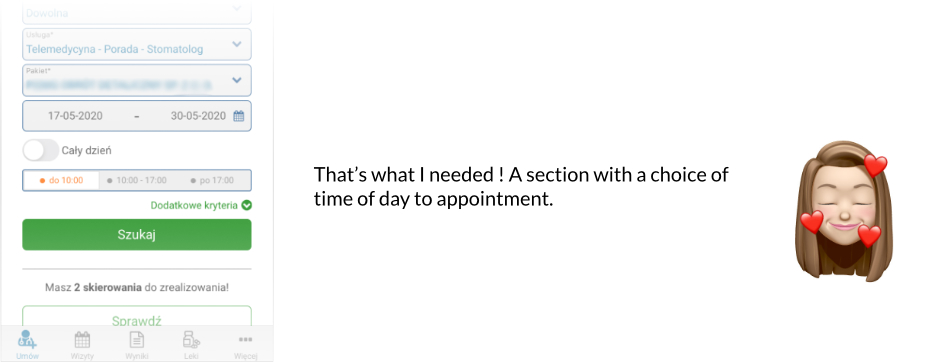 Dowolna
Usługa*
Telemedycyna - Porada - Stomatolog
Pakiet*
17-05-2020 - 30-05-2020
Cały dzień
do 10:00 10:00 - 17:00 po 17:00
Dodatkowe kryteria
Szukaj
Masz 2 skierowania do zrealizowania!
Sprawdź
Umów Wizyty Wyniki Leki Więcej
That's what I needed ! A section with a choice of
time of day to appointment.